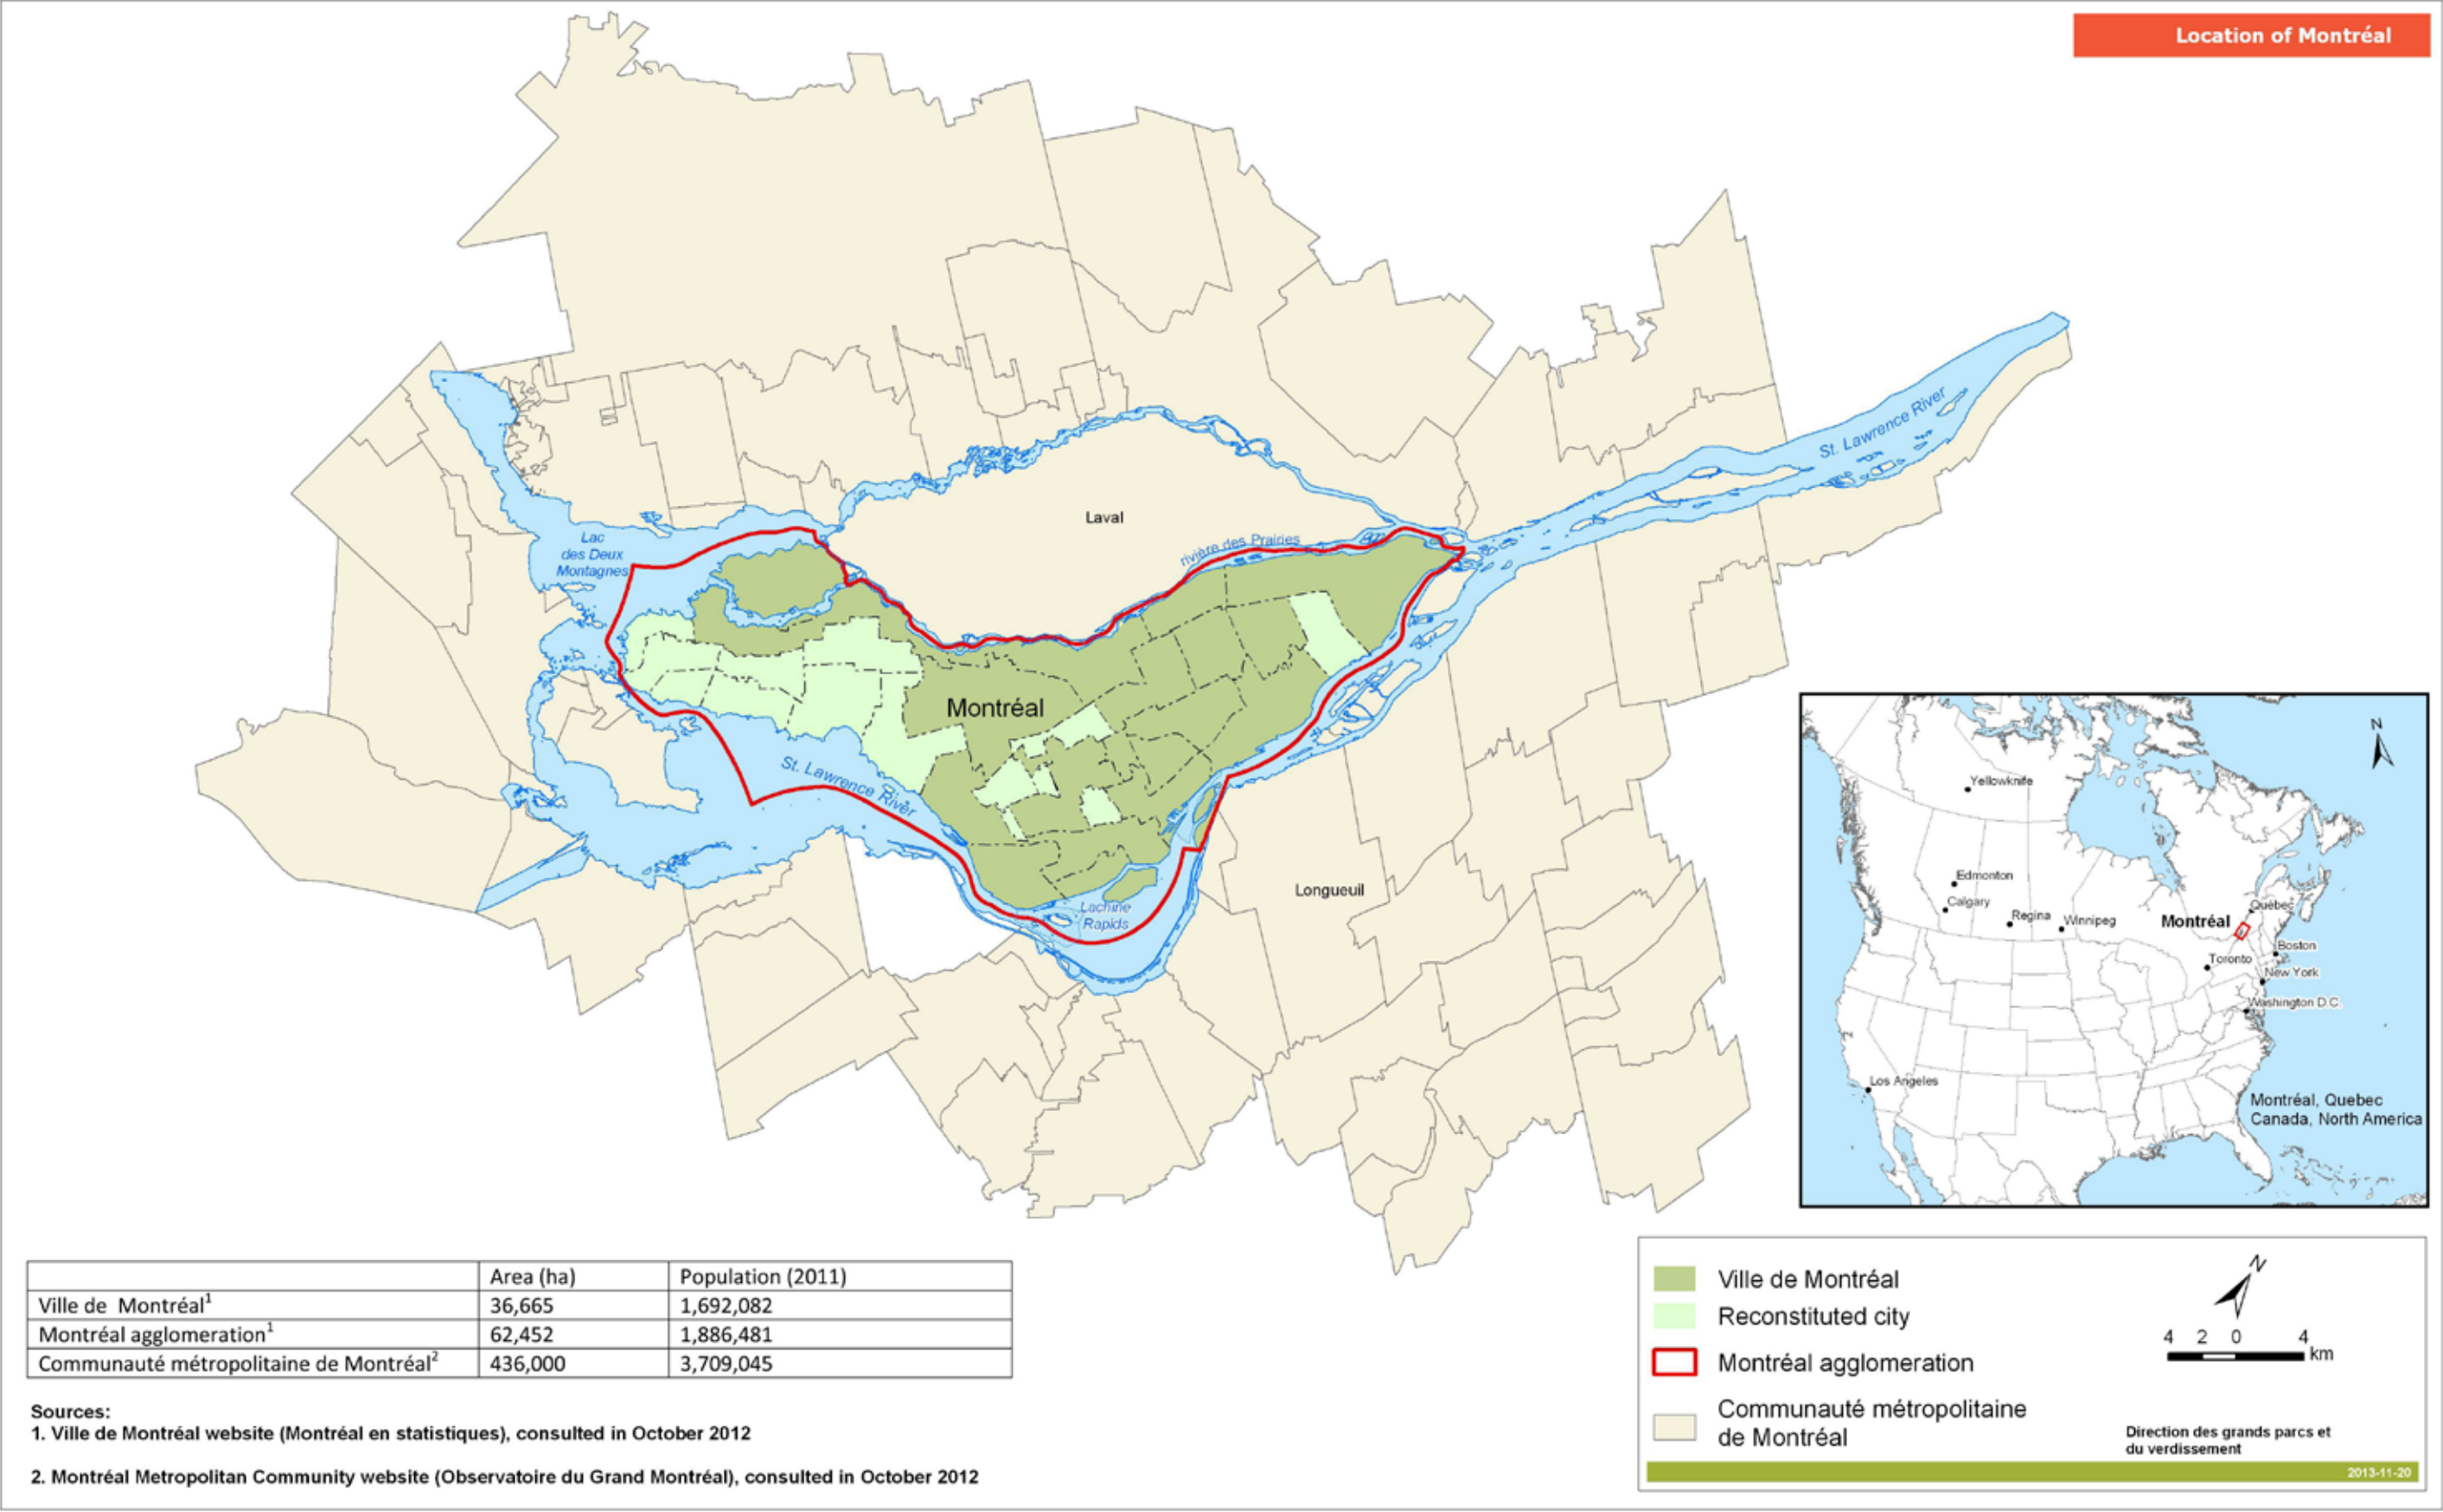 Location of Montréal
Laval
rivière des Prairies
St. Lawrence River
Lac
des Deux
Montagnes
Montréal
St. Lawrence River
Longueuil
Lachine
Rapids
N
Yellowknife
Edmonton
Calgary
Regina
Winnipeg
Québec
Montréal
Boston
Toronto
New York
Washington D.C.
Los Angeles
Montréal, Quebec
Canada, North America
Area (ha) Population (2011)
Ville de Montréal1 36,665 1,692,082
Montréal agglomeration1 62,452 1,886,481
Communauté métropolitaine de Montréal2 436,000 3,709,045
Sources:
1. Ville de Montréal website (Montréal en statistiques), consulted in October 2012
2. Montréal Metropolitan Community website (Observatoire du Grand Montréal), consulted in October 2012
Ville de Montréal
Reconstituted city
Montréal agglomeration
Communauté métropolitaine
de Montréal
N
4 2 0 4
km
Direction des grands parcs et
du verdissement
2013-11-20